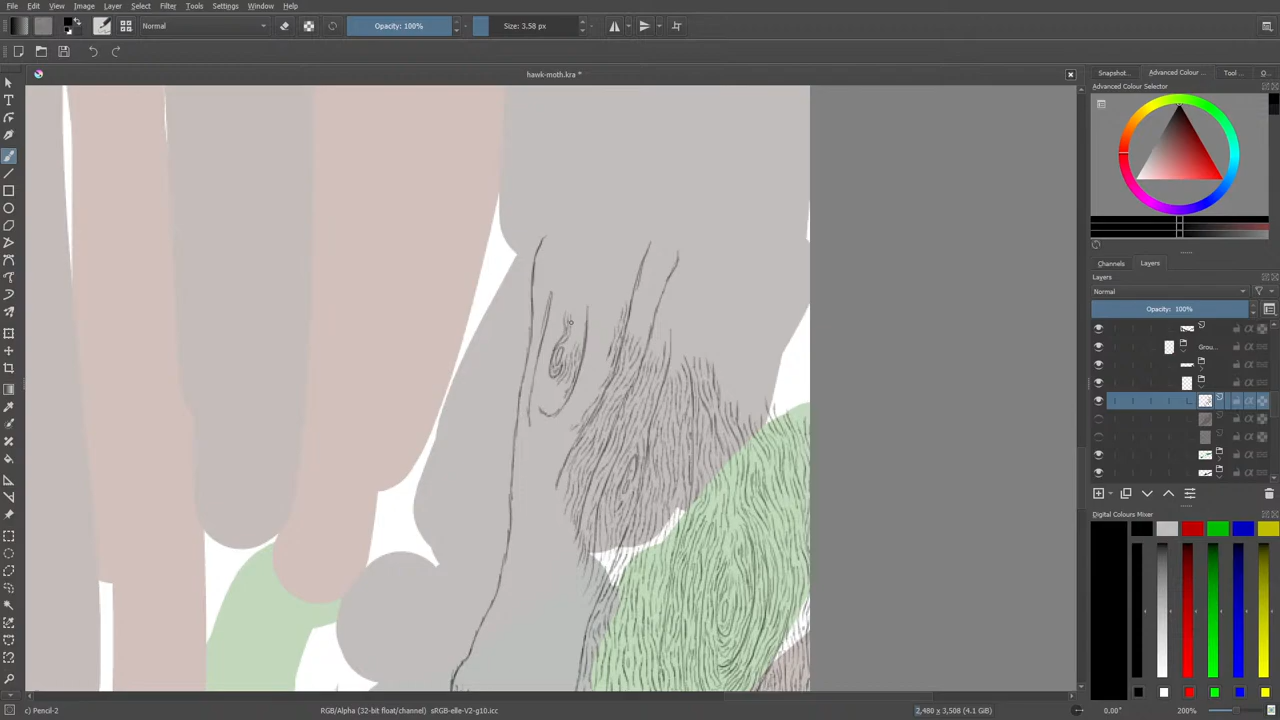 File Edit View Image Layer Select Filter Tools Settings Window Help
Normal Opacity: 100% Size: 3.58 px
hawk-moth.kra *
Snapshot... Advanced Colour ... Tool ... O...
Advanced Colour Selector
Channels Layers
Layers
Normal
Opacity: 100%
Grou...
Digital Colours Mixer
c) Pencil-2 RGB/Alpha (32-bit float/channel) sRGB-elle-V2-g10.icc 2,480 x 3,508 (4.1 GiB) 0.00° 200%